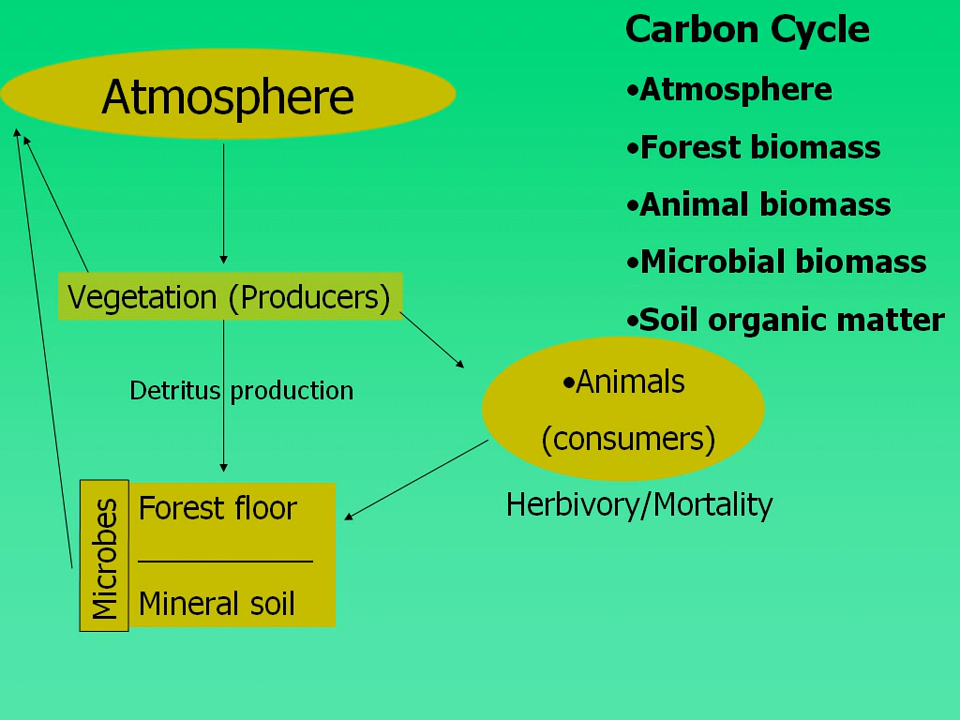 Carbon Cycle
•Atmosphere
•Forest biomass
•Animal biomass
•Microbial biomass
•Soil organic matter
Atmosphere
Vegetation (Producers)
Detritus production
•Animals
(consumers)
Herbivory/Mortality
Microbes
Forest floor
Mineral soil